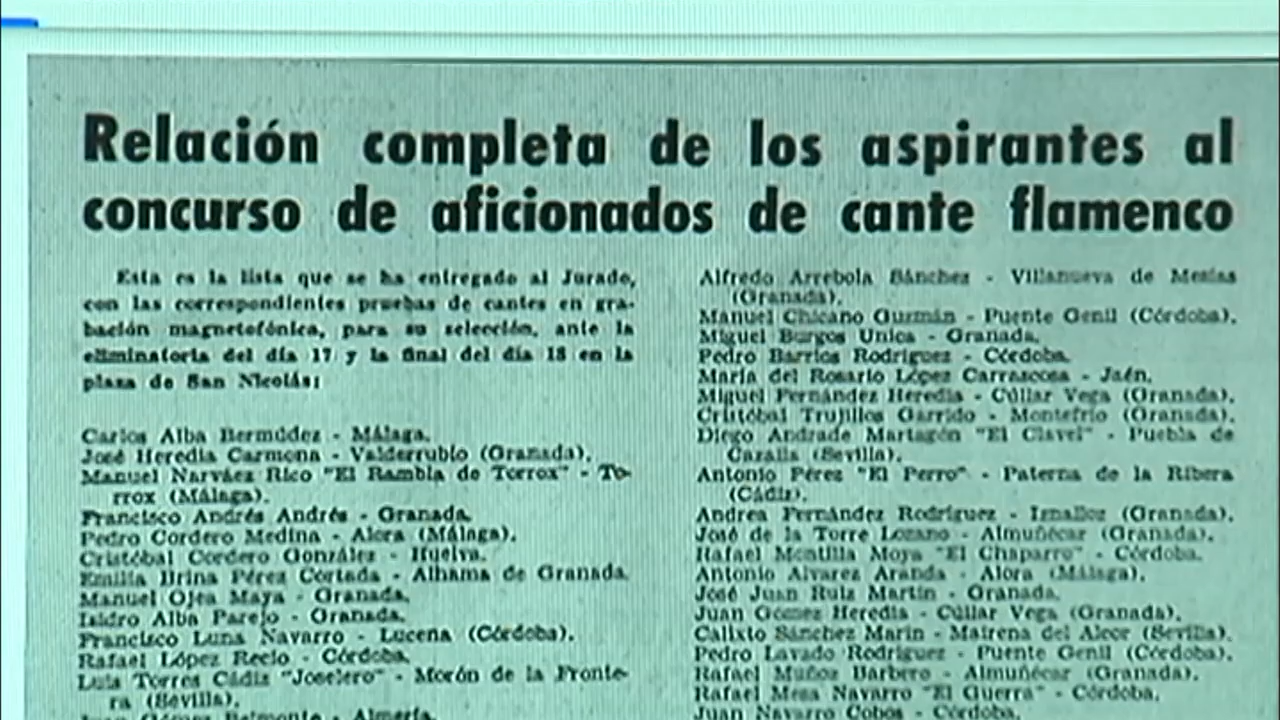 Relación completa de los aspirantes al
concurso de aficionados de cante flamenco
Esta es la lista que se ha entregado al Jurado,
con las correspondientes pruebas de cantes en gra-
bación magnetofónica, para su selección, ante la
eliminatoria del día 17 y la final del día 18 en la
plaza de San Nicolás:
Carlos Alba Bermúdez - Málaga.
José Heredia Carmona - Valderrubio (Granada).
Manuel Narváez Rico "El Rambla de Torrox" - To-
rrox (Málaga).
Francisco Andrés Andrés - Granada.
Pedro Cordero Medina - Alora (Málaga).
Cristóbal Cordero González - Huelva.
Emilia Brina Pérez Cortada - Alhama de Granada.
Manuel Ojea Maya - Granada.
Isidro Alba Parejo - Granada.
Francisco Luna Navarro - Lucena (Córdoba).
Rafael López Recio - Córdoba.
Luis Torres Cádiz "Joselero" - Morón de la Fronte-
ra (Sevilla).
Juan Gómez Belmonte - Almería.
Alfredo Arrebola Sánchez - Villanueva de Mesías
(Granada).
Manuel Chicano Guzmán - Puente Genil (Córdoba).
Miguel Burgos Unica - Granada.
Pedro Barrios Rodríguez - Córdoba.
María del Rosario López Carrascosa - Jaén.
Miguel Fernández Heredia - Cúllar Vega (Granada).
Cristóbal Trujillos Garrido - Montefrío (Granada).
Diego Andrade Martagón "El Clavel" - Puebla de
Cazalla (Sevilla).
Antonio Pérez "El Perro" - Paterna de la Ribera
(Cádiz).
Andrea Fernández Rodríguez - Iznalloz (Granada).
José de la Torre Lozano - Almuñécar (Granada).
Rafael Montilla Moya "El Chaparro" - Córdoba.
Antonio Alvarez Aranda - Alora (Málaga).
José Juan Ruiz Martín - Granada.
Juan Gómez Heredia - Cúllar Vega (Granada).
Calixto Sánchez Marín - Mairena del Alcor (Sevilla).
Pedro Lavado Rodríguez - Puente Genil (Córdoba).
Rafael Muñoz Barbero - Almuñécar (Granada).
Rafael Mesa Navarro "El Guerra" - Córdoba.
Juan Navarro Cobos - Córdoba.